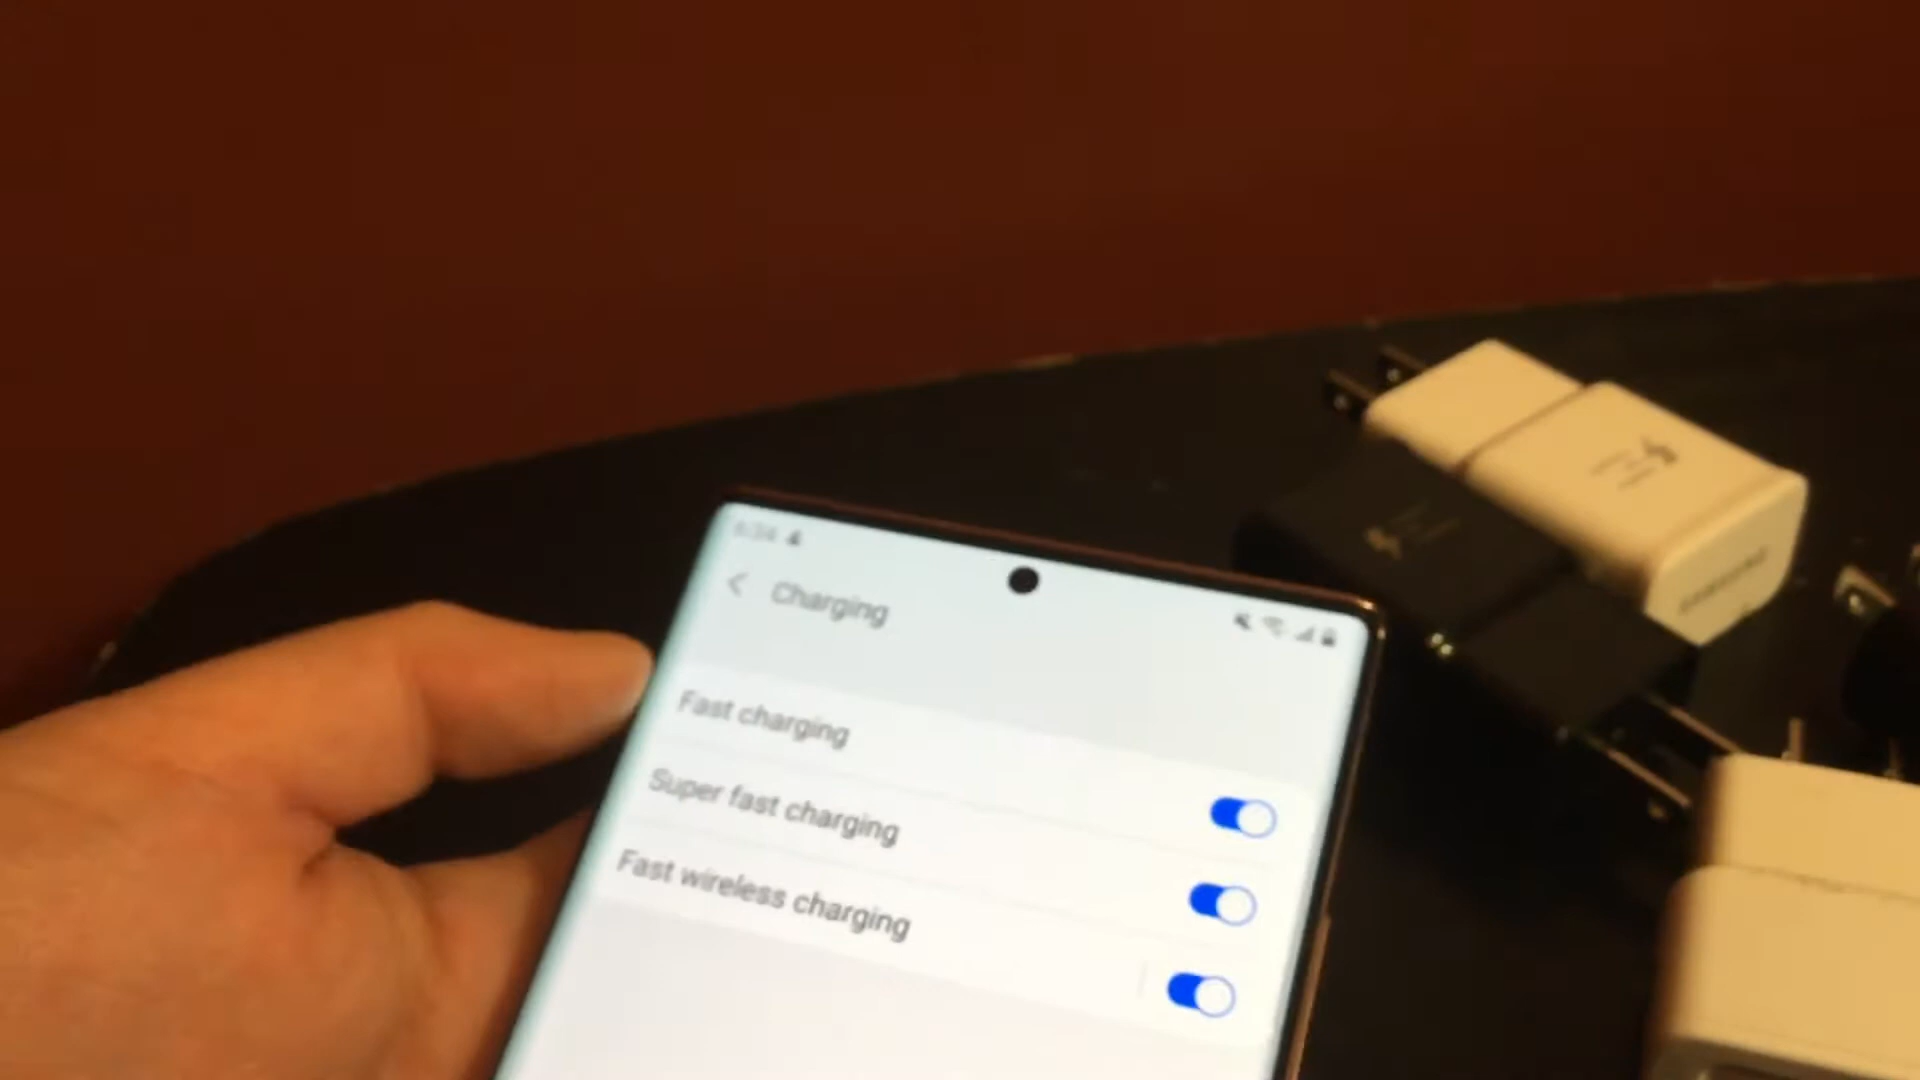 Charging
Fast charging
Super fast charging
Fast wireless charging